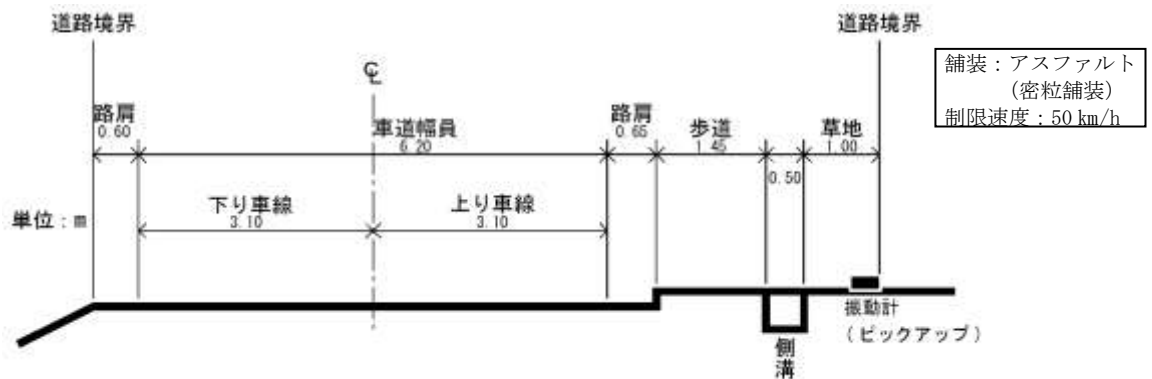 道路境界
道路境界
℄
舗装：アスファルト
（密粒舗装）
制限速度：50 km/h
路肩
0.60
車道幅員
6.20
路肩
0.65
歩道
1.45
草地
1.00
0.50
下り車線
3.10
上り車線
3.10
単位：m
振動計
（ピックアップ）
側溝